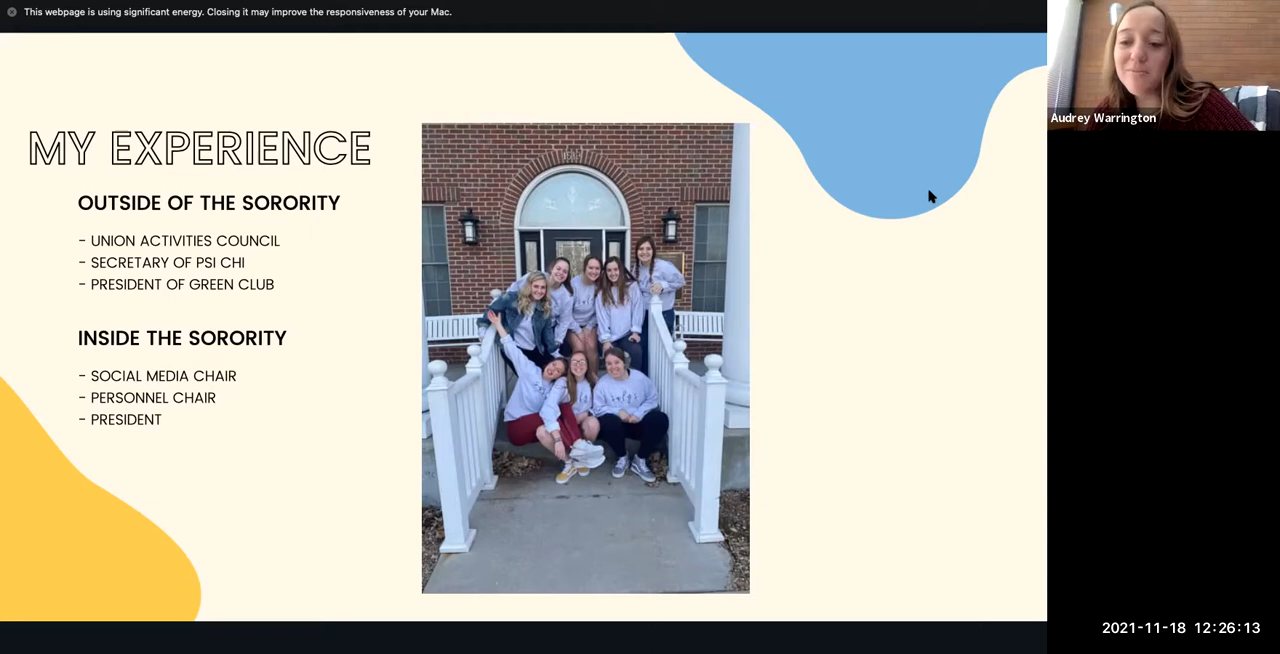 This webpage is using significant energy. Closing it may improve the responsiveness of your Mac.
MY EXPERIENCE
OUTSIDE OF THE SORORITY
- UNION ACTIVITIES COUNCIL
- SECRETARY OF PSI CHI
- PRESIDENT OF GREEN CLUB
INSIDE THE SORORITY
- SOCIAL MEDIA CHAIR
- PERSONNEL CHAIR
- PRESIDENT
Audrey Warrington
2021-11-18 12:26:13